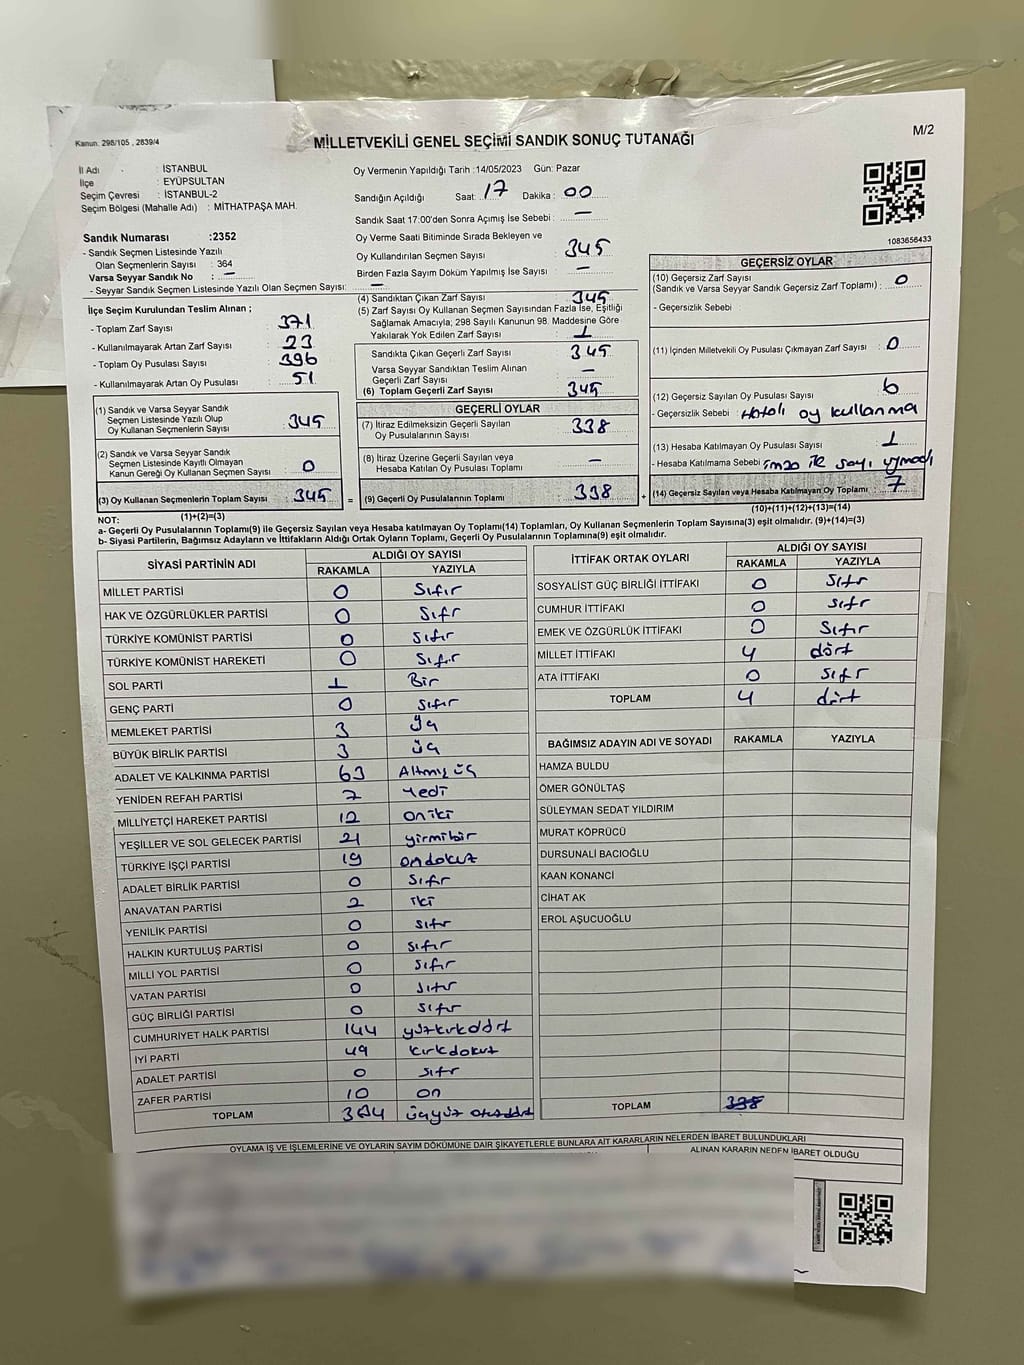 Kanun: 298/105 , 2839/4
MİLLETVEKİLİ GENEL SEÇİMİ SANDIK SONUÇ TUTANAĞI
M/2
İl Adı : İSTANBUL
İlçe : EYÜPSULTAN
Seçim Çevresi : İSTANBUL-2
Seçim Bölgesi (Mahalle Adı) : MİTHATPAŞA MAH.
Sandık Numarası :2352
- Sandık Seçmen Listesinde Yazılı
Olan Seçmenlerin Sayısı : 364
Varsa Seyyar Sandık No : –
- Seyyar Sandık Seçmen Listesinde Yazılı Olan Seçmen Sayısı: –
Oy Vermenin Yapıldığı Tarih :14/05/2023 Gün: Pazar
Sandığın Açıldığı Saat: 17 Dakika : 00
Sandık Saat 17:00'den Sonra Açımış İse Sebebi : –
Oy Verme Saati Bitiminde Sırada Bekleyen ve
Oy Kullandırılan Seçmen Sayısı : 345
Birden Fazla Sayım Döküm Yapılmış İse Sayısı : –
1083656433
İlçe Seçim Kurulundan Teslim Alınan ;
- Toplam Zarf Sayısı : 371
- Kullanılmayarak Artan Zarf Sayısı : 23
- Toplam Oy Pusulası Sayısı : 396
- Kullanılmayarak Artan Oy Pusulası : 51
(4) Sandıktan Çıkan Zarf Sayısı : 345
(5) Zarf Sayısı Oy Kullanan Seçmen Sayısından Fazla İse, Eşitliği
Sağlamak Amacıyla; 298 Sayılı Kanunun 98. Maddesine Göre
Yakılarak Yok Edilen Zarf Sayısı : 1
Sandıkta Çıkan Geçerli Zarf Sayısı : 345
Varsa Seyyar Sandıktan Teslim Alınan
Geçerli Zarf Sayısı : –
(6) Toplam Geçerli Zarf Sayısı : 345
GEÇERSİZ OYLAR
(10) Geçersiz Zarf Sayısı
(Sandık ve Varsa Seyyar Sandık Geçersiz Zarf Toplamı) : 0
- Geçersizlik Sebebi :
(11) İçinden Milletvekili Oy Pusulası Çıkmayan Zarf Sayısı : 0
(12) Geçersiz Sayılan Oy Pusulası Sayısı : 6
- Geçersizlik Sebebi : Hatalı oy kullanma
(13) Hesaba Katılmayan Oy Pusulası Sayısı : 1
- Hesaba Katılmama Sebebi : imza ile sayı uymadı
(14) Geçersiz Sayılan veya Hesaba Katılmayan Oy Toplamı : 7
(10)+(11)+(12)+(13)=(14)
(1) Sandık ve Varsa Seyyar Sandık
Seçmen Listesinde Yazılı Olup
Oy Kullanan Seçmenlerin Sayısı : 345
(2) Sandık ve Varsa Seyyar Sandık
Seçmen Listesinde Kayıtlı Olmayan
Kanun Gereği Oy Kullanan Seçmen Sayısı : 0
(3) Oy Kullanan Seçmenlerin Toplam Sayısı : 345 =
(1)+(2)=(3)
GEÇERLİ OYLAR
(7) İtiraz Edilmeksizin Geçerli Sayılan
Oy Pusulalarının Sayısı : 338
(8) İtiraz Üzerine Geçerli Sayılan veya
Hesaba Katılan Oy Pusulası Toplamı : –
(9) Geçerli Oy Pusulalarının Toplamı : 338 +
NOT:
a- Geçerli Oy Pusulalarının Toplamı(9) ile Geçersiz Sayılan veya Hesaba katılmayan Oy Toplamı(14) Toplamları, Oy Kullanan Seçmenlerin Toplam Sayısına(3) eşit olmalıdır. (9)+(14)=(3)
b- Siyasi Partilerin, Bağımsız Adayların ve İttifakların Aldığı Ortak Oyların Toplamı, Geçerli Oy Pusulalarının Toplamına(9) eşit olmalıdır.
SİYASİ PARTİNİN ADI ALDIĞI OY SAYISI
RAKAMLA YAZIYLA
MİLLET PARTİSİ 0 Sıfır
HAK VE ÖZGÜRLÜKLER PARTİSİ 0 Sıfır
TÜRKİYE KOMÜNİST PARTİSİ 0 Sıfır
TÜRKİYE KOMÜNİST HAREKETİ 0 Sıfır
SOL PARTİ 1 Bir
GENÇ PARTİ 0 Sıfır
MEMLEKET PARTİSİ 3 Üç
BÜYÜK BİRLİK PARTİSİ 3 üç
ADALET VE KALKINMA PARTİSİ 63 Altmış üç
YENİDEN REFAH PARTİSİ 7 Yedi
MİLLİYETÇİ HAREKET PARTİSİ 12 oniki
YEŞİLLER VE SOL GELECEK PARTİSİ 21 yirmibir
TÜRKİYE İŞÇİ PARTİSİ 19 ondokuz
ADALET BİRLİK PARTİSİ 0 Sıfır
ANAVATAN PARTİSİ 2 iki
YENİLİK PARTİSİ 0 Sıfır
HALKIN KURTULUŞ PARTİSİ 0 Sıfır
MİLLİ YOL PARTİSİ 0 Sıfır
VATAN PARTİSİ 0 Sıfır
GÜÇ BİRLİĞİ PARTİSİ 0 Sıfır
CUMHURİYET HALK PARTİSİ 144 yüzkırkdört
İYİ PARTİ 49 kırkdokuz
ADALET PARTİSİ 0 Sıfır
ZAFER PARTİSİ 10 on
TOPLAM üçyüz
İTTİFAK ORTAK OYLARI ALDIĞI OY SAYISI
RAKAMLA YAZIYLA
SOSYALİST GÜÇ BİRLİĞİ İTTİFAKI 0 Sıfır
CUMHUR İTTİFAKI 0 Sıfır
EMEK VE ÖZGÜRLÜK İTTİFAKI 0 Sıfır
MİLLET İTTİFAKI 4 dört
ATA İTTİFAKI 0 Sıfır
TOPLAM 4 dört
BAĞIMSIZ ADAYIN ADI VE SOYADI RAKAMLA YAZIYLA
HAMZA BULDU
ÖMER GÖNÜLTAŞ
SÜLEYMAN SEDAT YILDIRIM
MURAT KÖPRÜCÜ
DURSUNALİ BACIOĞLU
KAAN KONANCİ
CİHAT AK
EROL AŞUCUOĞLU
TOPLAM 338
OYLAMA İŞ VE İŞLEMLERİNE VE OYLARIN SAYIM DÖKÜMÜNE DAİR ŞİKAYETLERLE BUNLARA AİT KARARLARIN NELERDEN İBARET BULUNDUKLARI
ALINAN KARARIN NEDEN İBARET OLDUĞU